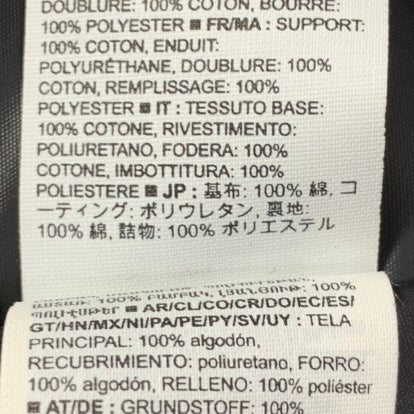 DOUBLURE: 100% COTON, BOURRE:
100% POLYESTER ■ FR/MA : SUPPORT:
100% COTON, ENDUIT:
POLYURÉTHANE, DOUBLURE: 100%
COTON, REMPLISSAGE: 100%
POLYESTER ■ IT : TESSUTO BASE:
100% COTONE, RIVESTIMENTO:
POLIURETANO, FODERA: 100%
COTONE, IMBOTTITURA: 100%
POLIESTERE ■ JP : 基布: 100% 綿, コ
ーティング: ポリウレタン, 裏地:
100% 綿, 詰物: 100% ポリエステル
100% ԲԱՄԲԱԿ, 100%
■ AR/CL/CO/CR/DO/EC/ES/
GT/HN/MX/NI/PA/PE/PY/SV/UY : TELA
PRINCIPAL: 100% algodón,
RECUBRIMIENTO: poliuretano, FORRO:
100% algodón, RELLENO: 100% poliéster
■ AT/DE : GRUNDSTOFF: 100%